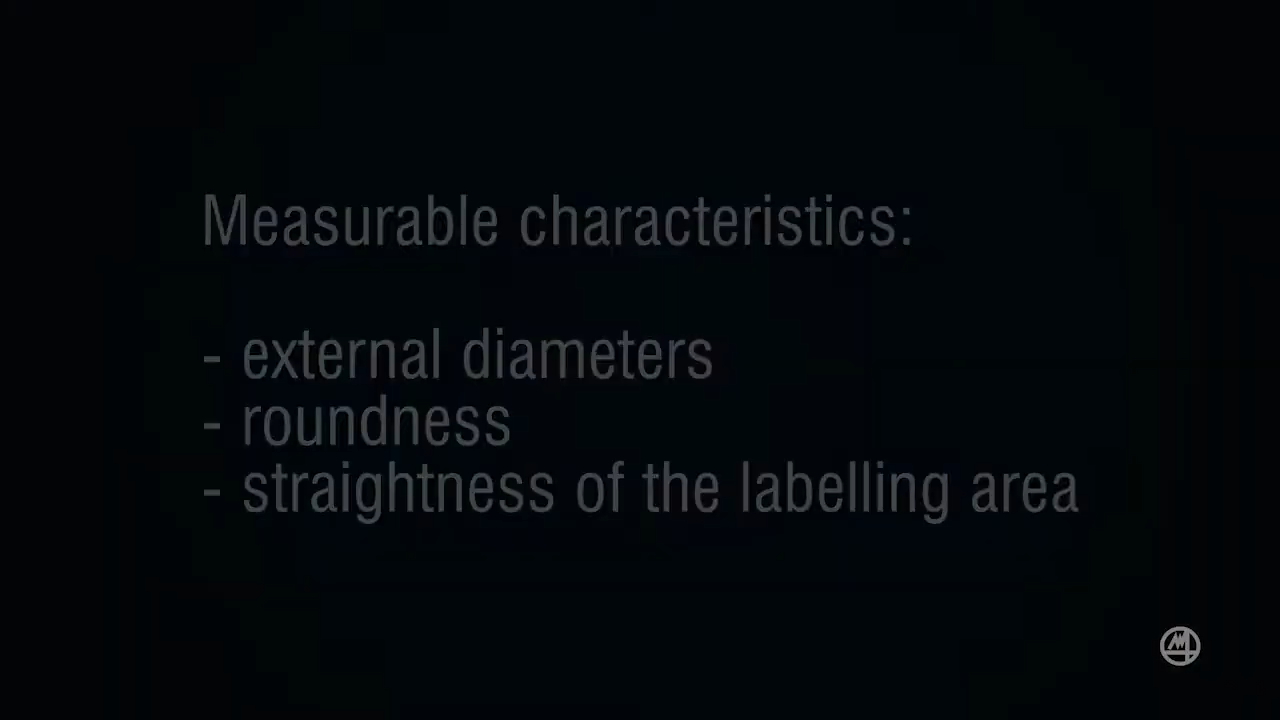 Measurable characteristics:
- external diameters
- roundness
- straightness of the labelling area